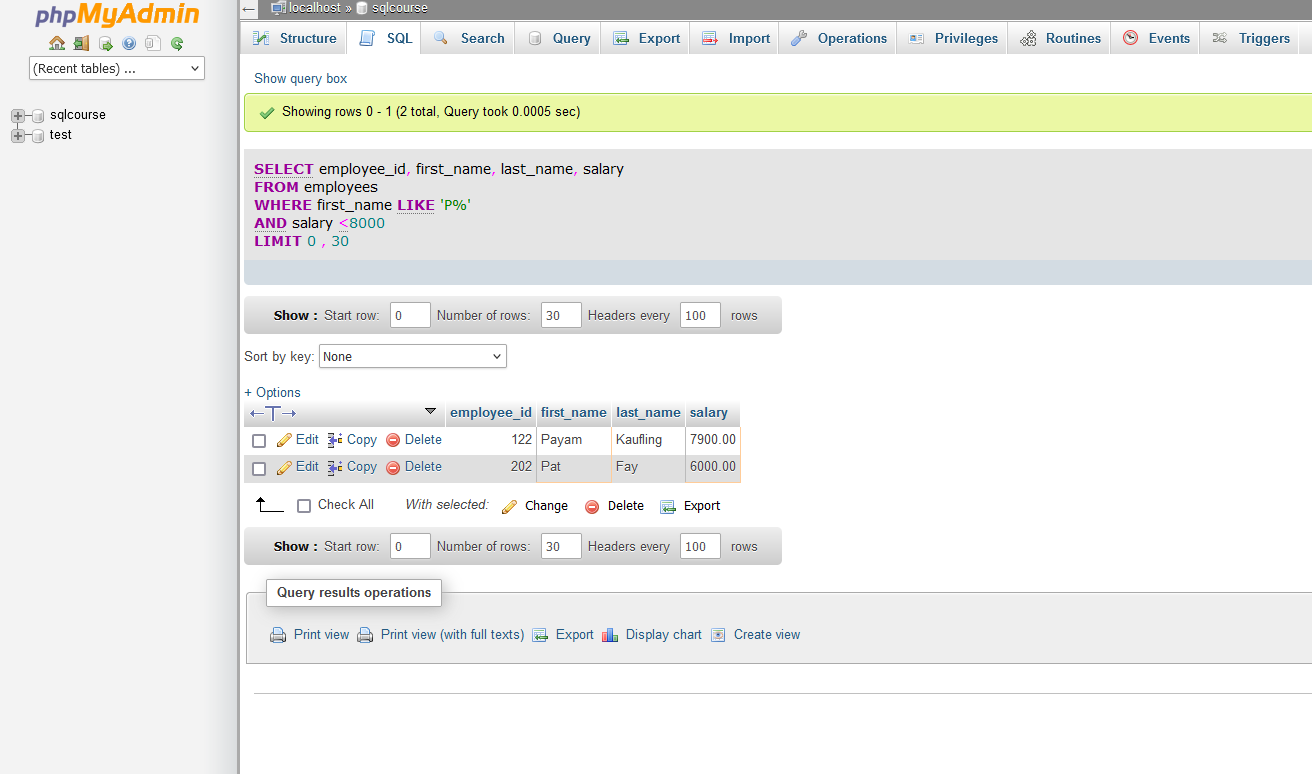 phpMyAdmin
(Recent tables) ...
sqlcourse
test
← localhost » sqlcourse
Structure SQL Search Query Export Import Operations Privileges Routines Events Triggers
Show query box
Showing rows 0 - 1 (2 total, Query took 0.0005 sec)
SELECT employee_id, first_name, last_name, salary
FROM employees
WHERE first_name LIKE 'P%'
AND salary <8000
LIMIT 0 , 30
Show : Start row: 0 Number of rows: 30 Headers every 100 rows
Sort by key: None
+ Options
←T→ employee_id first_name last_name salary
Edit Copy Delete 122 Payam Kaufling 7900.00
Edit Copy Delete 202 Pat Fay 6000.00
Check All With selected: Change Delete Export
Show : Start row: 0 Number of rows: 30 Headers every 100 rows
Query results operations
Print view Print view (with full texts) Export Display chart Create view